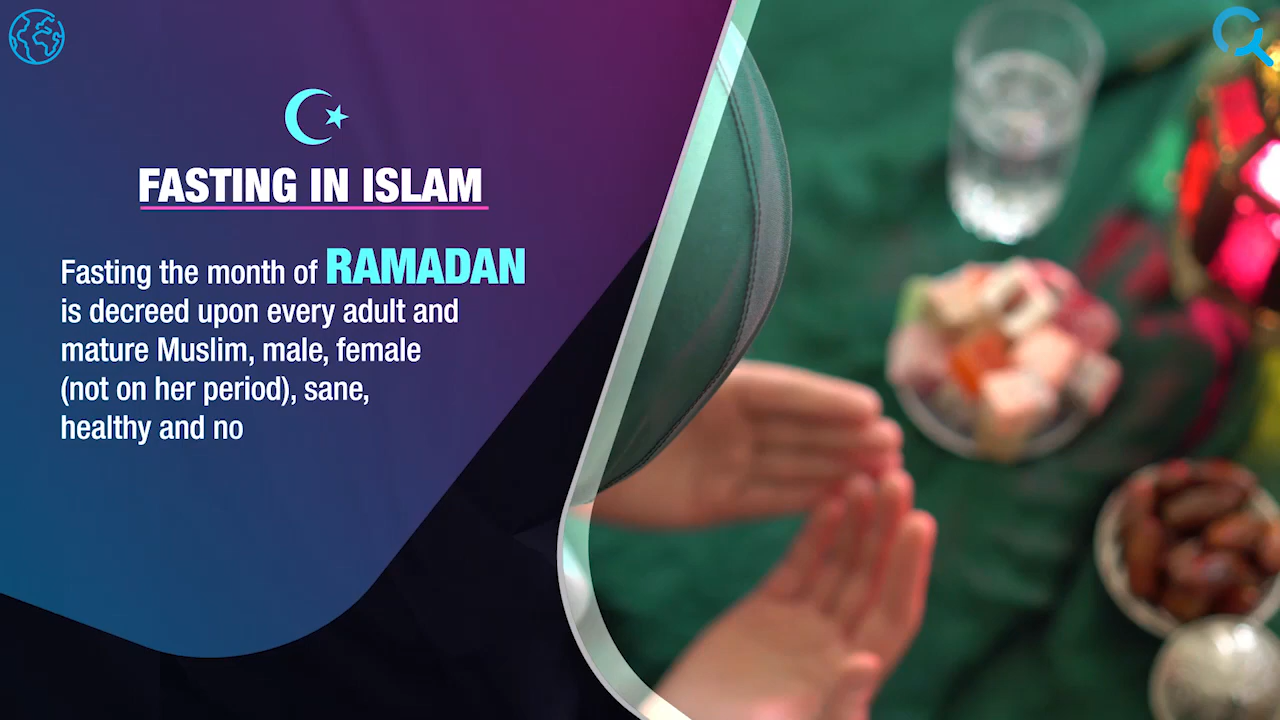 FASTING IN ISLAM
Fasting the month of RAMADAN
is decreed upon every adult and
mature Muslim, male, female
(not on her period), sane,
healthy and no